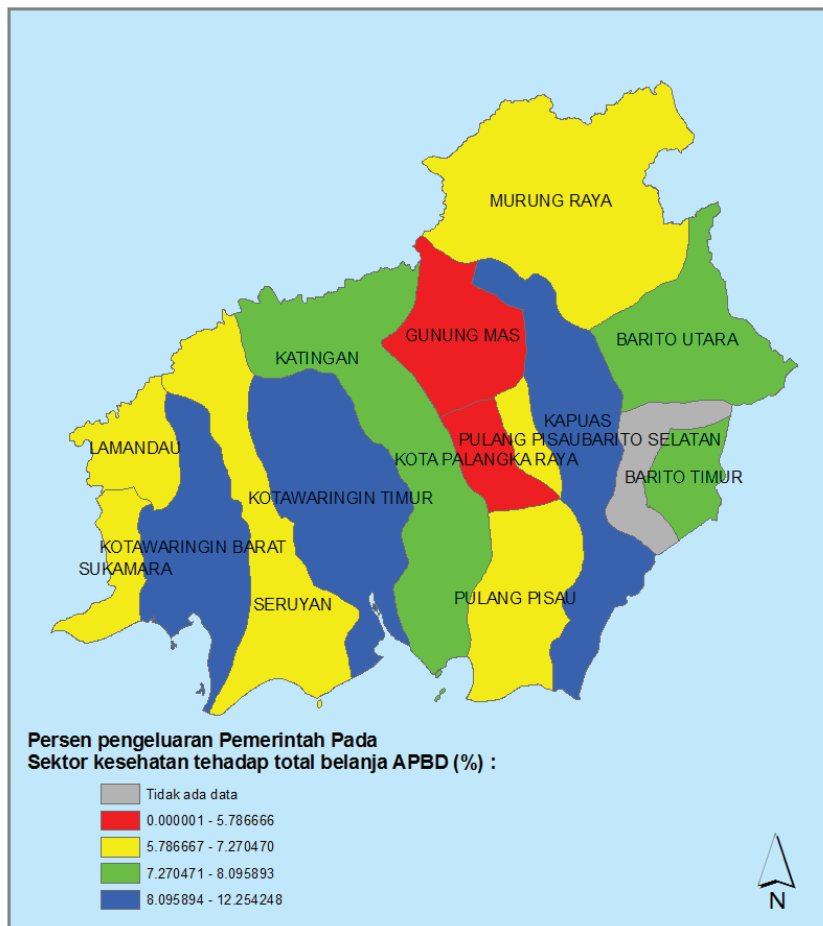 MURUNG RAYA
GUNUNG MAS
BARITO UTARA
KATINGAN
KAPUAS
LAMANDAU
PULANG PISAU
BARITO SELATAN
KOTA PALANGKA RAYA
BARITO TIMUR
KOTAWARINGIN TIMUR
KOTAWARINGIN BARAT
SUKAMARA
SERUYAN
PULANG PISAU
Persen pengeluaran Pemerintah Pada
Sektor kesehatan tehadap total belanja APBD (%) :
Tidak ada data
0.000001 - 5.786666
5.786667 - 7.270470
7.270471 - 8.095893
8.095894 - 12.254248
N